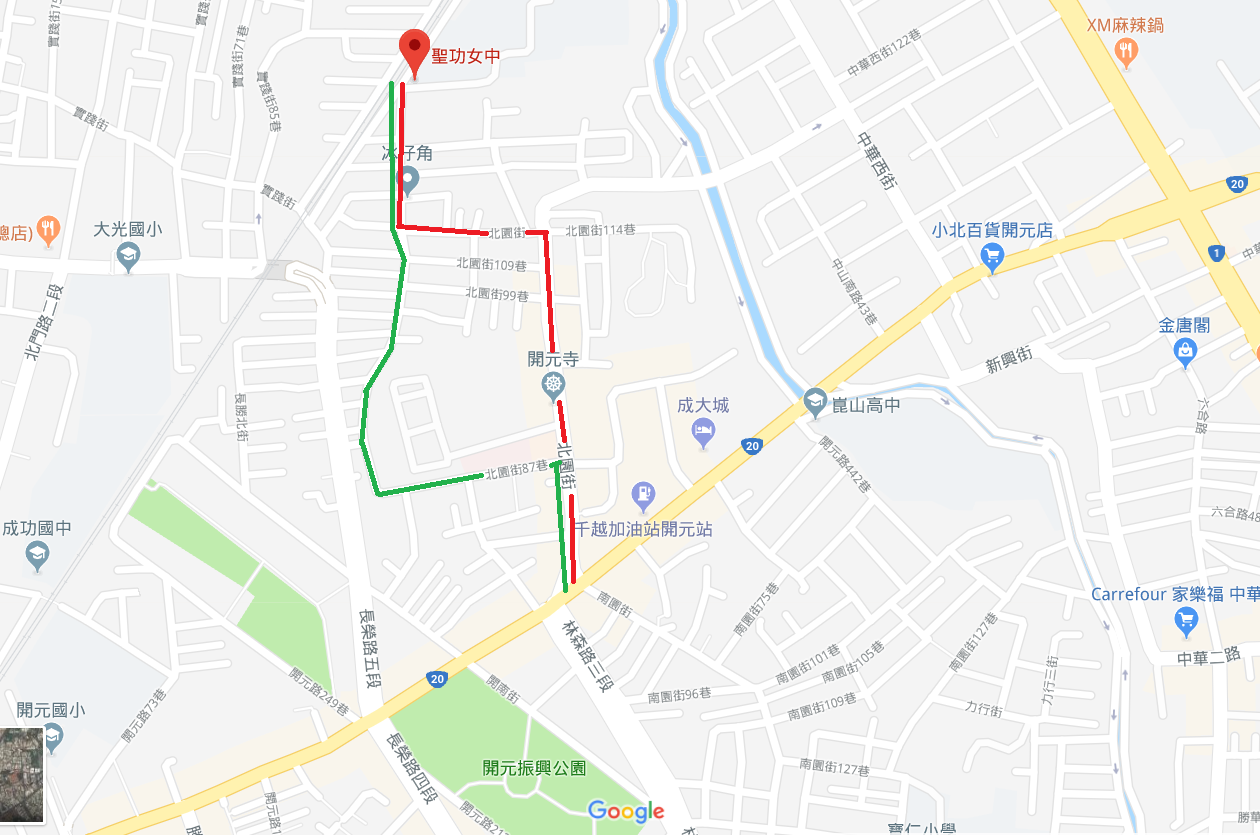 XM麻辣鍋
實踐街71巷
聖功女中
中華西街122巷
實踐街85巷
實踐街
冰仔角
中華西街
20
實踐街
總店)
大光國小
北園街
北園街114巷
小北百貨開元店
1
北園街109巷
中山南路43巷
北園街99巷
北門路二段
金唐閣
開元寺
新興街
長勝北街
成大城
崑山高中
六合路
20
開元路442巷
北園街
北園街87巷
千越加油站開元站
成功國中
六合路48
南園街
南園街75巷
Carrefour 家樂福 中華
林森路三段
長榮路五段
南園街127巷
南園街101巷
南園街105巷
中華二路
20
開元路249巷
開南街
南園街96巷
力行三街
開元路73巷
南園街109巷
力行街
開元國小
長榮路四段
開元振興公園
南園街127巷
Google
寶仁小學